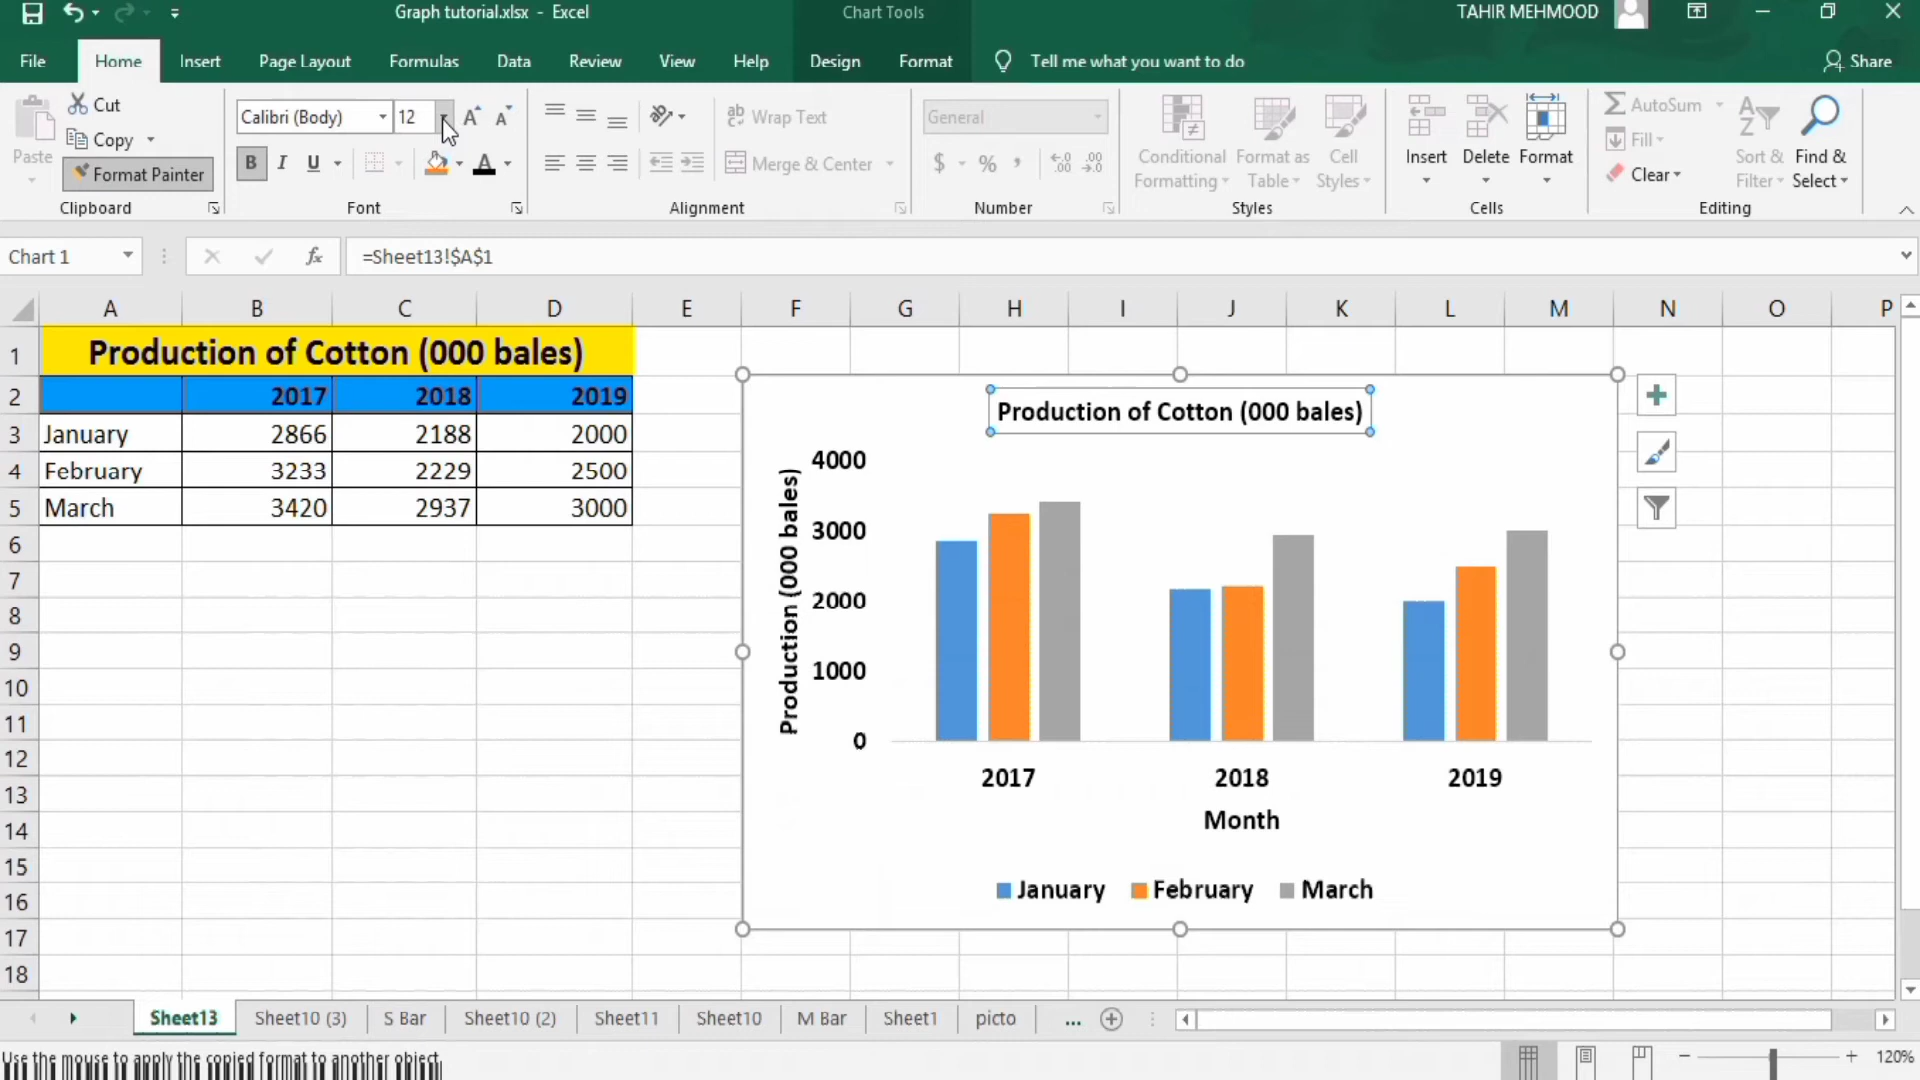 Graph tutorial.xlsx - Excel
Chart Tools
TAHIR MEHMOOD
File
Home
Insert
Page Layout
Formulas
Data
Review
View
Help
Design
Format
Tell me what you want to do
Share
Paste
Cut
Copy
Format Painter
Clipboard
Calibri (Body)
12
B I U
A
Font
ab Wrap Text
Merge & Center
Alignment
General
$ % ,
Number
Conditional Formatting
Format as Table
Cell Styles
Styles
Insert
Delete
Format
Cells
AutoSum
Fill
Clear
Sort & Filter
Find & Select
Editing
Chart 1
fx
=Sheet13!$A$1
A B C D E F G H I J K L M N O P
1 Production of Cotton (000 bales)
2 2017 2018 2019
3 January 2866 2188 2000
4 February 3233 2229 2500
5 March 3420 2937 3000
6
7
8
9
10
11
12
13
14
15
16
17
18
Production of Cotton (000 bales)
Production (000 bales)
4000
3000
2000
1000
0
2017 2018 2019
Month
January February March
Sheet13
Sheet10 (3)
S Bar
Sheet10 (2)
Sheet11
Sheet10
M Bar
Sheet1
picto
...
Use the mouse to apply the copied format to another object.
120%